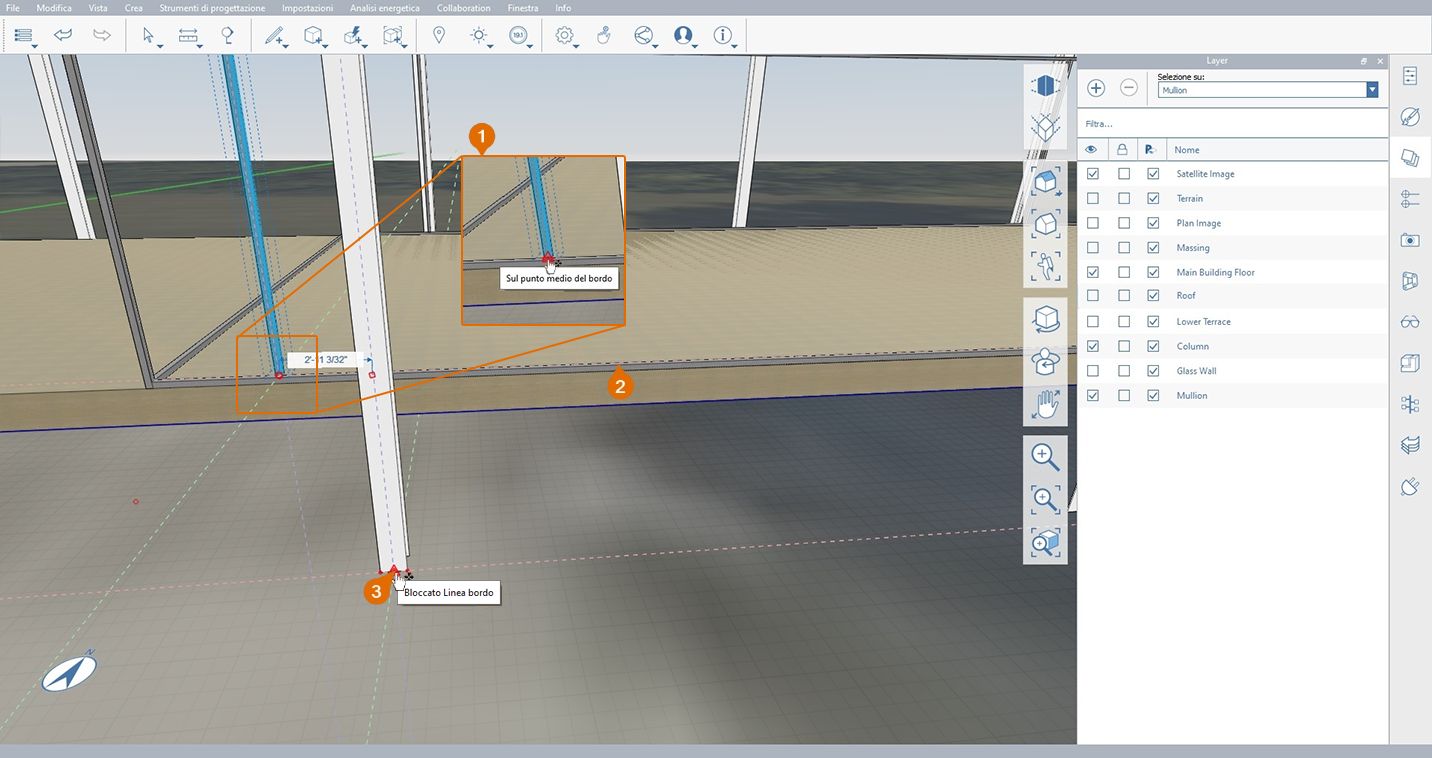 File Modifica Vista Crea Strumenti di progettazione Impostazioni Analisi energetica Collaboration Finestra Info
19.1
Layer
Selezione su:
Mullion
Filtra...
Nome
Satellite Image
Terrain
Plan Image
Massing
Main Building Floor
Roof
Lower Terrace
Column
Glass Wall
Mullion
1
Sul punto medio del bordo
2'-11 3/32"
2
3
Bloccato Linea bordo
N